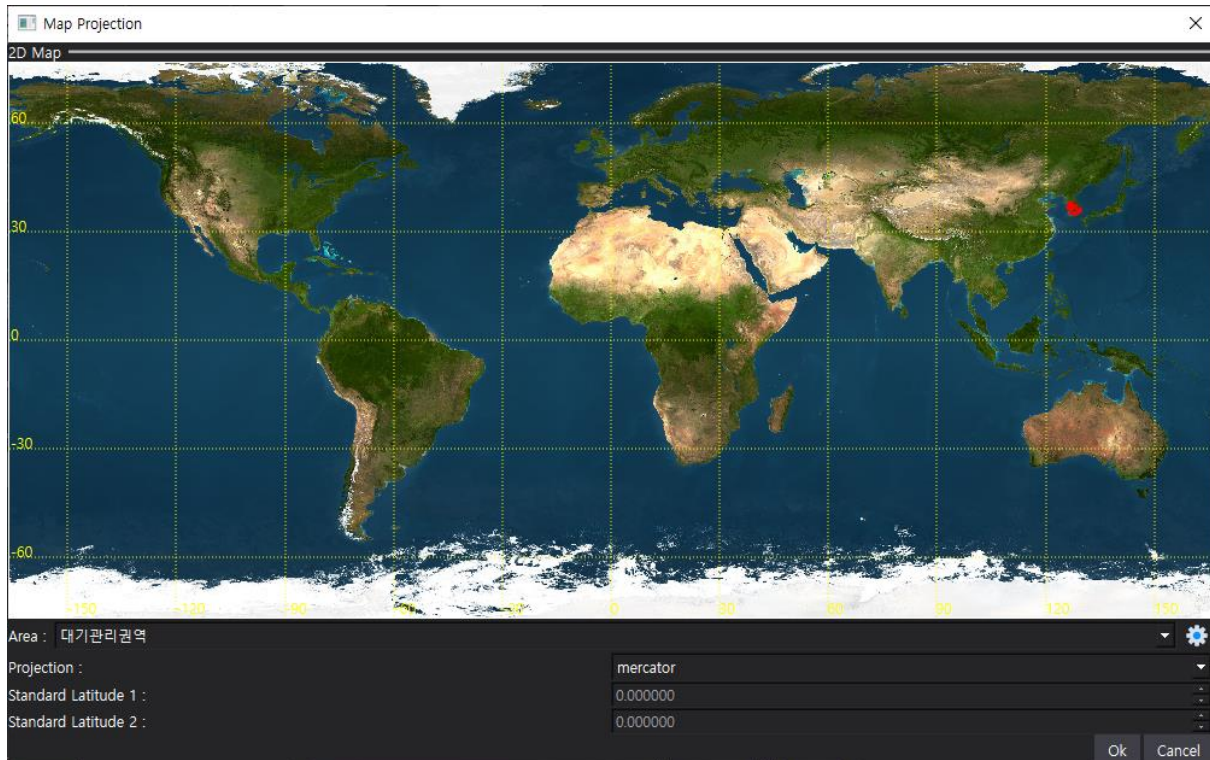 Map Projection
2D Map
60
30
0
-30
-60
-150 -120 -90 -60 -30 0 30 60 90 120 150
Area : 대기관리권역
Projection : mercator
Standard Latitude 1 : 0.000000
Standard Latitude 2 : 0.000000
Ok Cancel